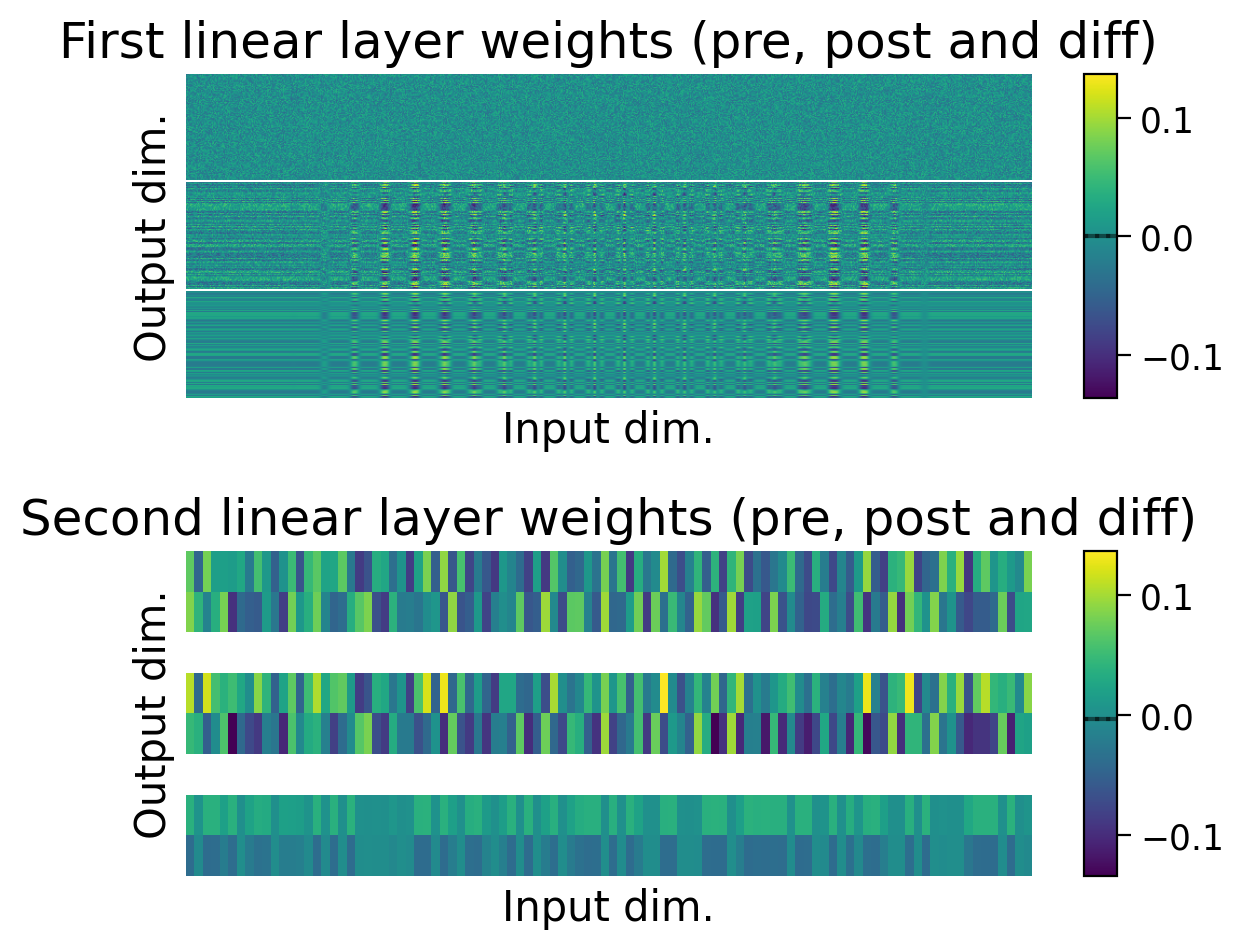 First linear layer weights (pre, post and diff)
Output dim.
0.1
0.0
−0.1
Input dim.
Second linear layer weights (pre, post and diff)
Output dim.
0.1
0.0
−0.1
Input dim.